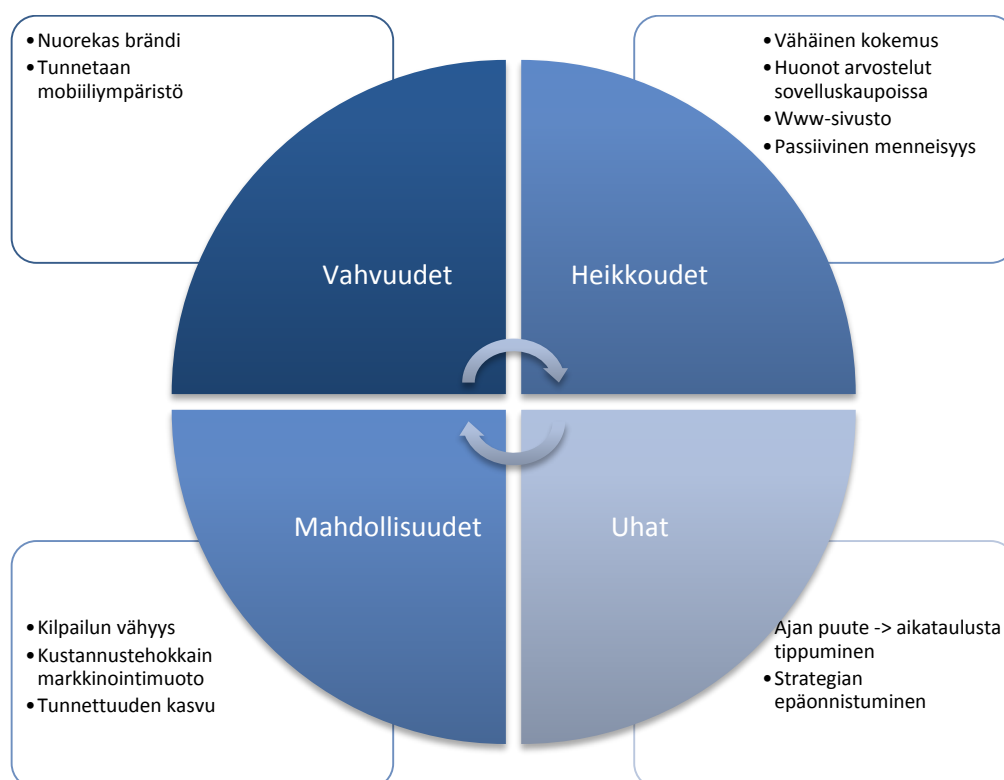 • Nuorekas brändi
• Tunnetaan
mobiiliympäristö
• Vähäinen kokemus
• Huonot arvostelut
sovelluskaupoissa
• Www-sivusto
• Passiivinen menneisyys
Vahvuudet
Heikkoudet
Mahdollisuudet
Uhat
• Kilpailun vähyys
• Kustannustehokkain
markkinointimuoto
• Tunnettuuden kasvu
Ajan puute -> aikataulusta
tippuminen
• Strategian
epäonnistuminen